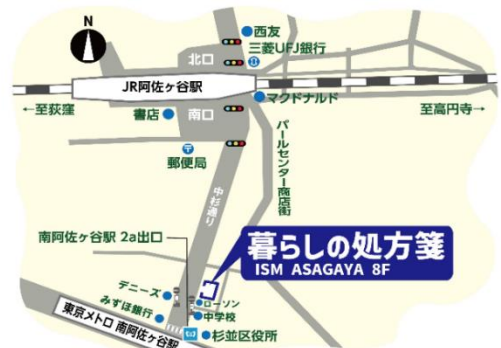 N
西友
三菱UFJ銀行
北口
JR阿佐ヶ谷駅
マクドナルド
←至荻窪
書店
南口
至高円寺→
〒
郵便局
パールセンター商店街
中杉通り
南阿佐ヶ谷駅 2a出口
暮らしの処方箋
ISM ASAGAYA 8F
デニーズ
ローソン
みずほ銀行
中学校
東京メトロ 南阿佐ヶ谷駅
杉並区役所